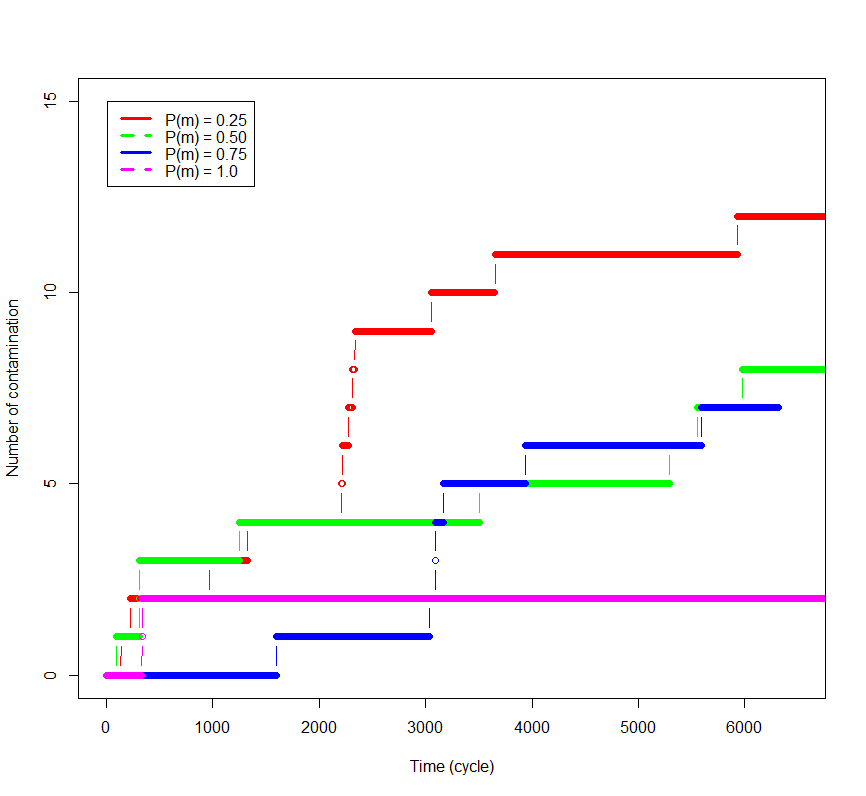 P(m) = 0.25
P(m) = 0.50
P(m) = 0.75
P(m) = 1.0
Number of contamination
15
10
5
0
0 1000 2000 3000 4000 5000 6000
Time (cycle)